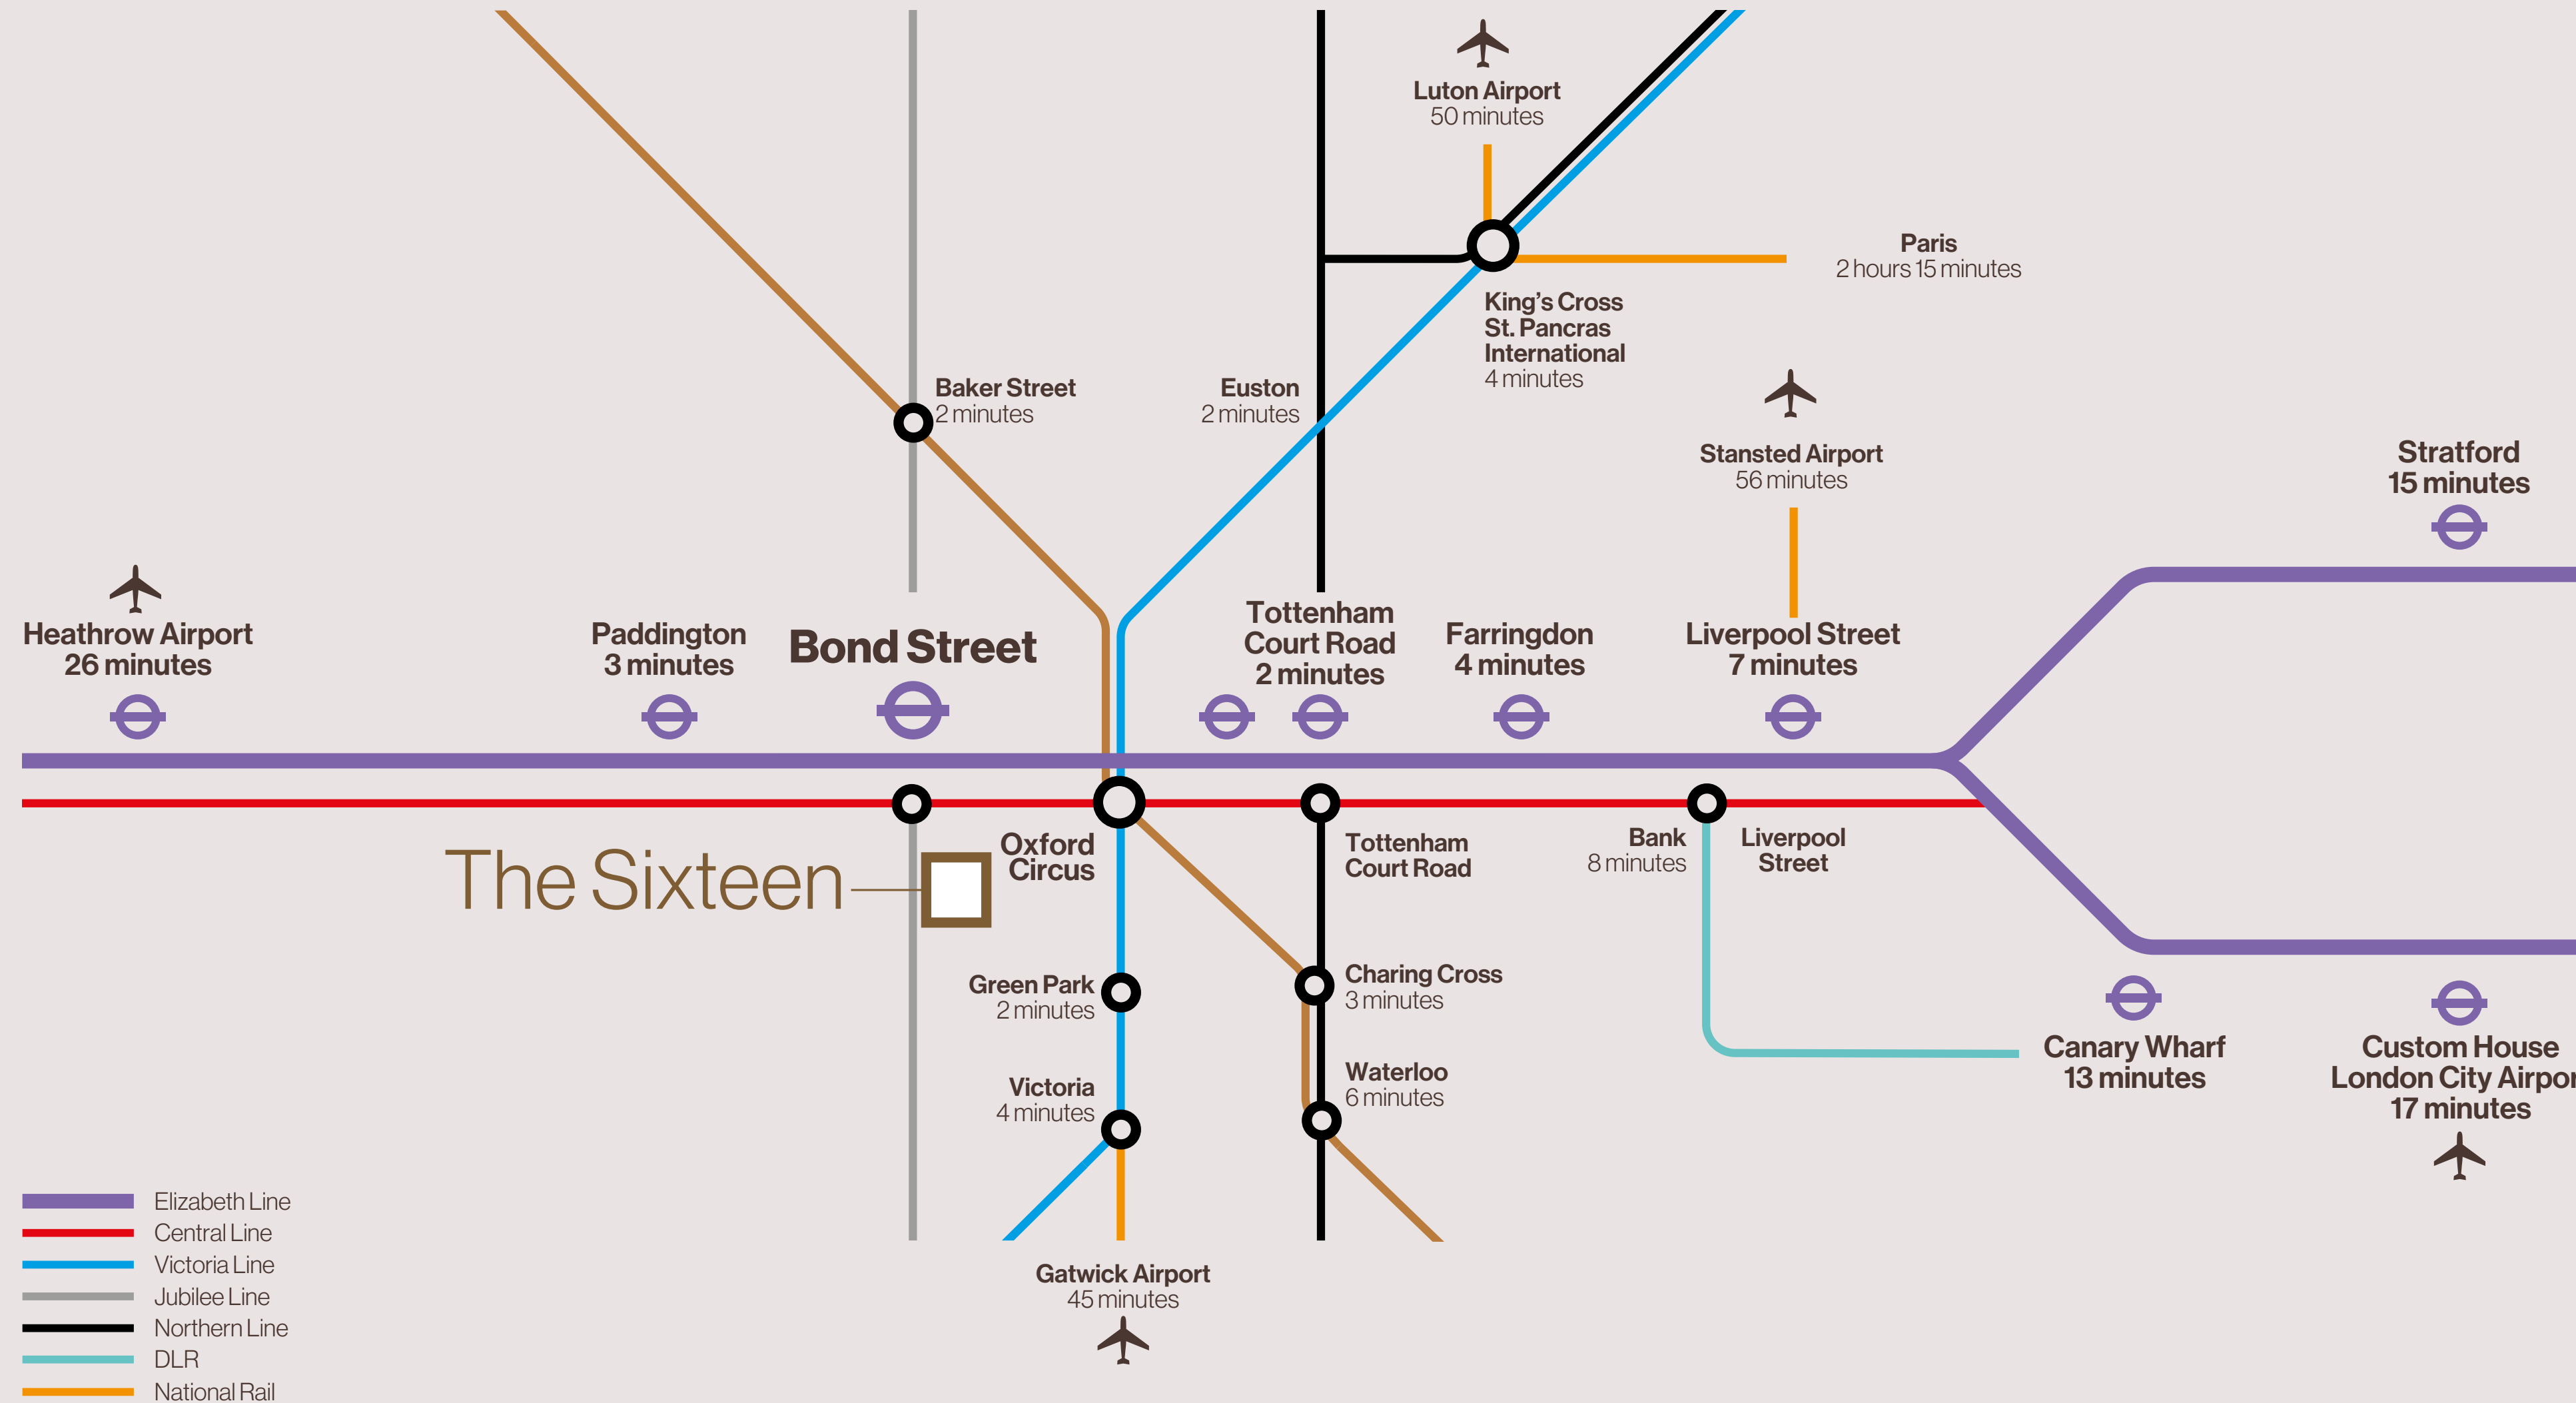 Luton Airport
50 minutes
Paris
2 hours 15 minutes
King's Cross
St. Pancras
International
4 minutes
Baker Street
2 minutes
Euston
2 minutes
Stansted Airport
56 minutes
Stratford
15 minutes
Heathrow Airport
26 minutes
Paddington
3 minutes
Bond Street
Tottenham
Court Road
2 minutes
Farringdon
4 minutes
Liverpool Street
7 minutes
The Sixteen
Oxford
Circus
Tottenham
Court Road
Bank
8 minutes
Liverpool
Street
Green Park
2 minutes
Charing Cross
3 minutes
Victoria
4 minutes
Waterloo
6 minutes
Canary Wharf
13 minutes
Custom House
London City Airpor
17 minutes
Gatwick Airport
45 minutes
Elizabeth Line
Central Line
Victoria Line
Jubilee Line
Northern Line
DLR
National Rail